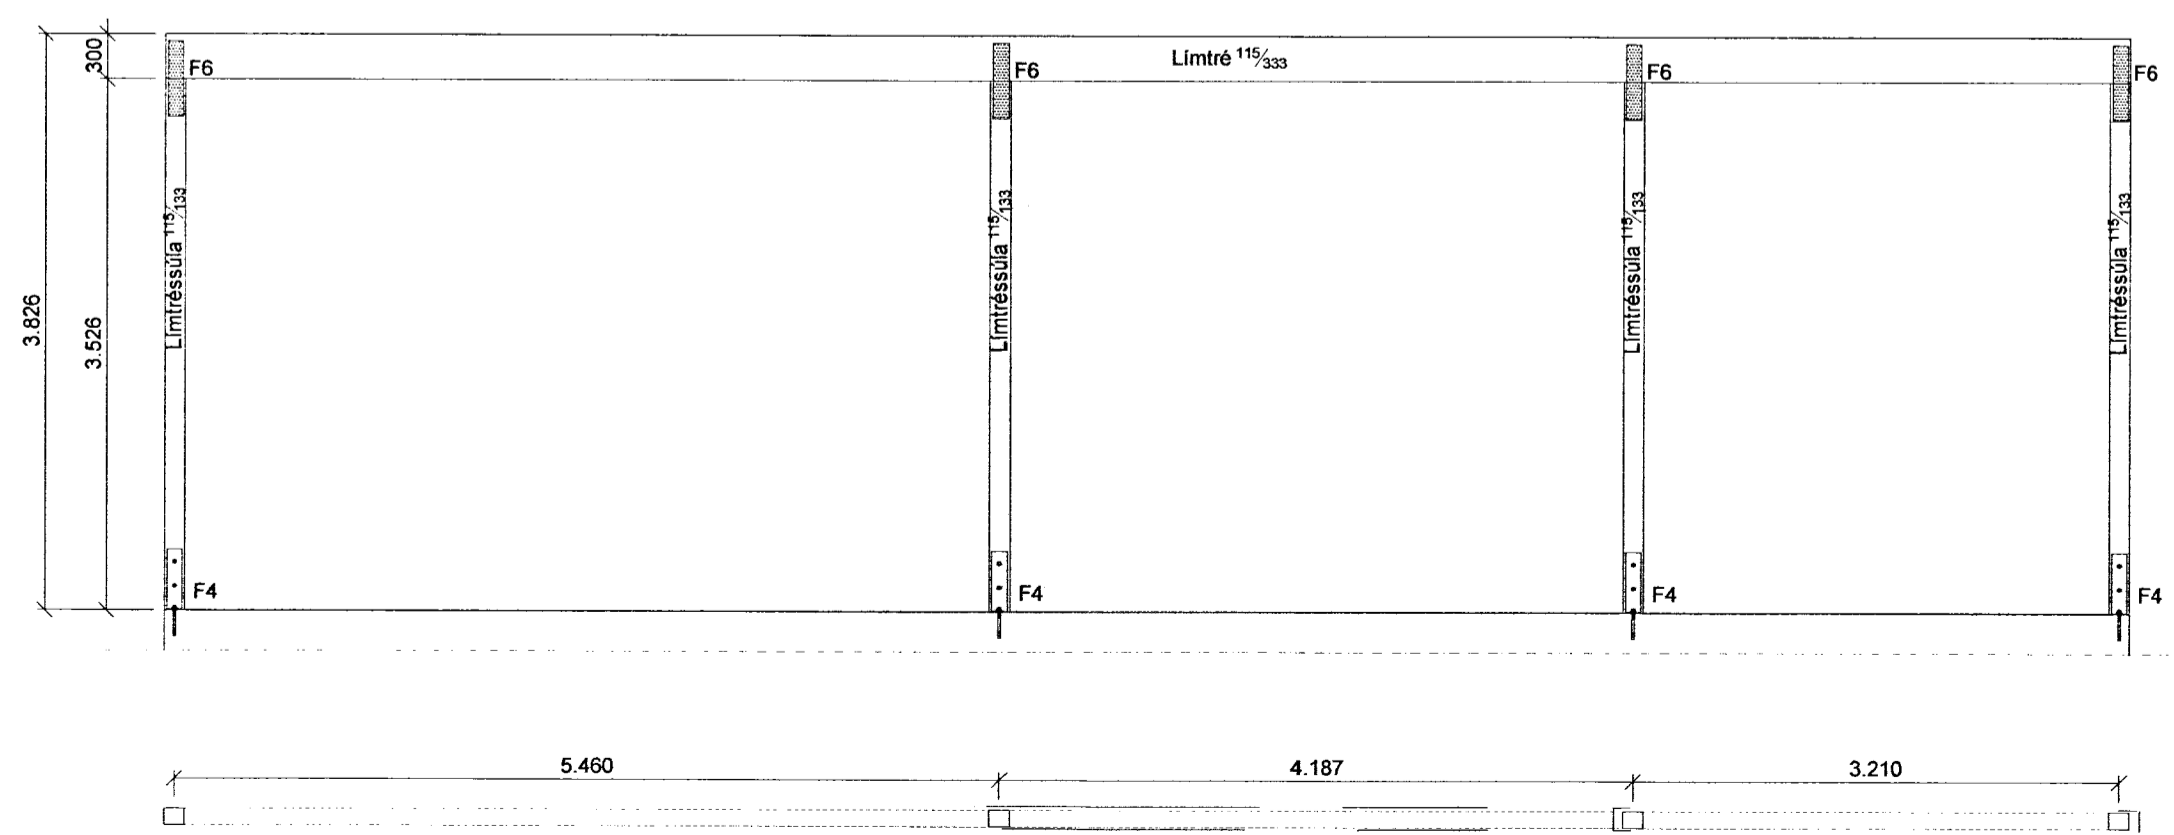 300
F6
F6
Límtré 115/333
F6
F6
3.826
3.526
Límtréssúla 115/133
Límtréssúla 115/133
Límtréssúla 115/133
Límtréssúla 115/133
F4
F4
F4
F4
5.460
4.187
3.210